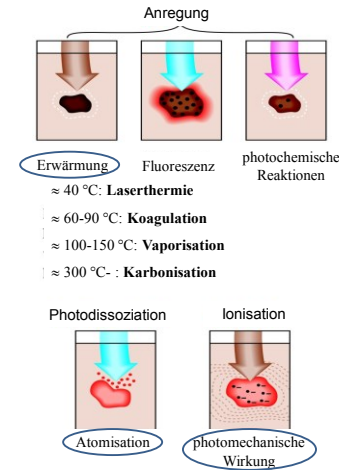 Anregung
Erwärmung
Fluoreszenz
photochemische
Reaktionen
≈ 40 °C: Laserthermie
≈ 60-90 °C: Koagulation
≈ 100-150 °C: Vaporisation
≈ 300 °C- : Karbonisation
Photodissoziation
Ionisation
Atomisation
photomechanische
Wirkung